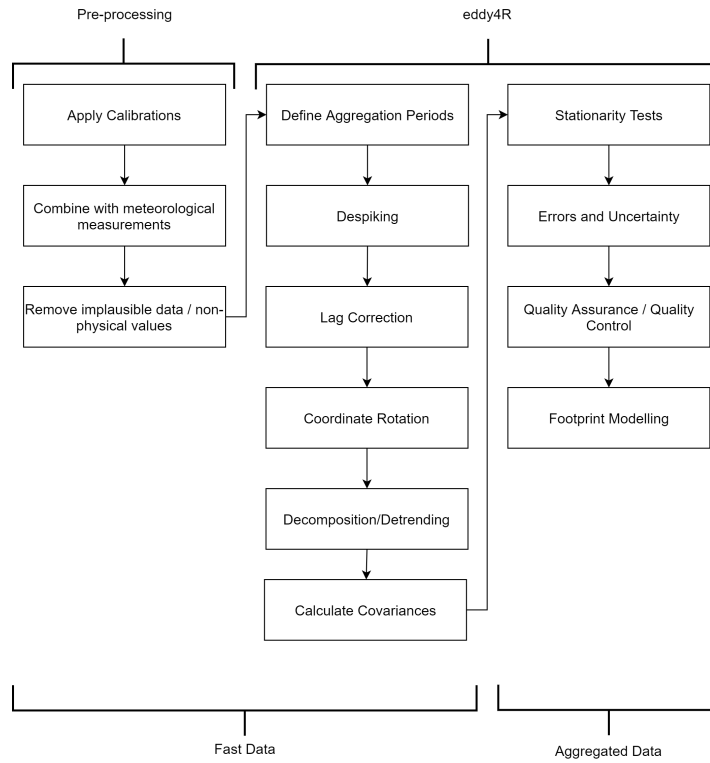 Pre-processing
eddy4R
Apply Calibrations
Combine with meteorological
measurements
Remove implausible data / non-
physical values
Define Aggregation Periods
Despiking
Lag Correction
Coordinate Rotation
Decomposition/Detrending
Calculate Covariances
Stationarity Tests
Errors and Uncertainty
Quality Assurance / Quality
Control
Footprint Modelling
Fast Data
Aggregated Data